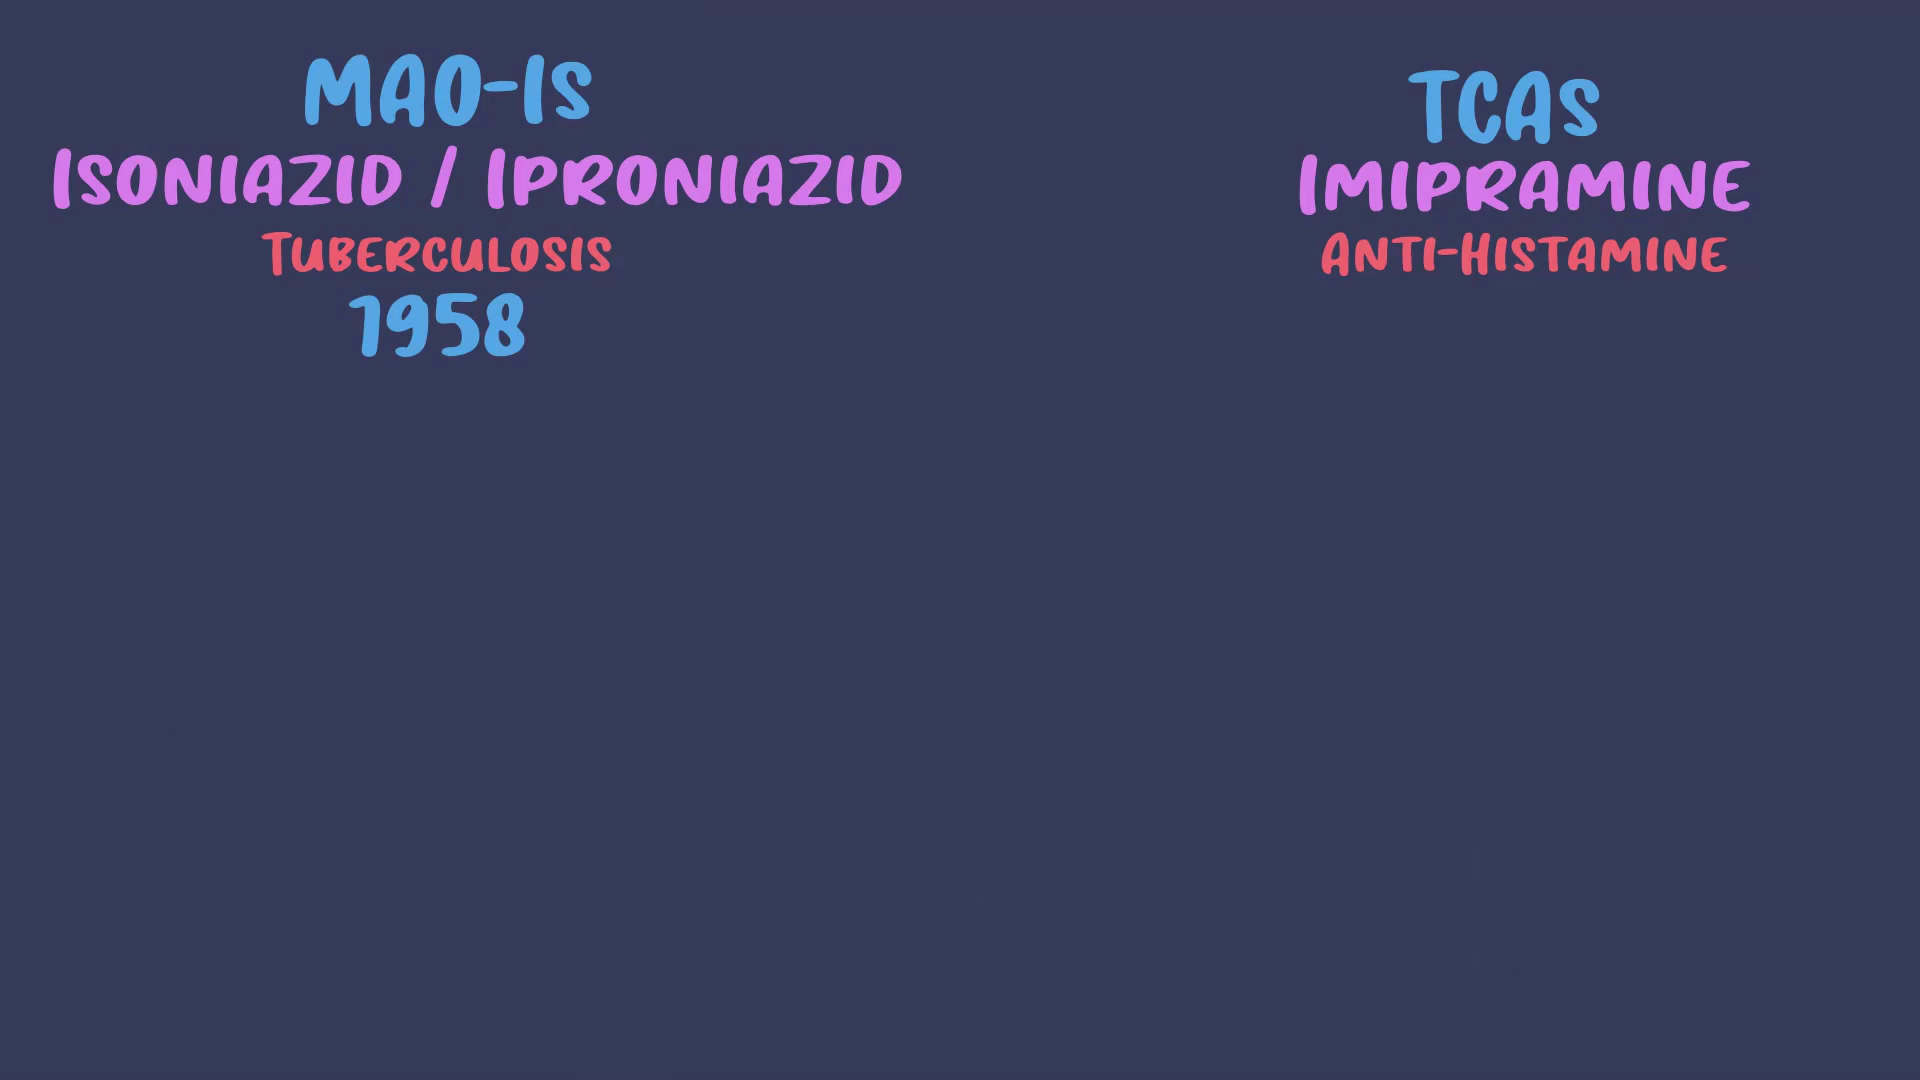 MAO-Is
Isoniazid / Iproniazid
Tuberculosis
1958
TCAs
Imipramine
Anti-Histamine